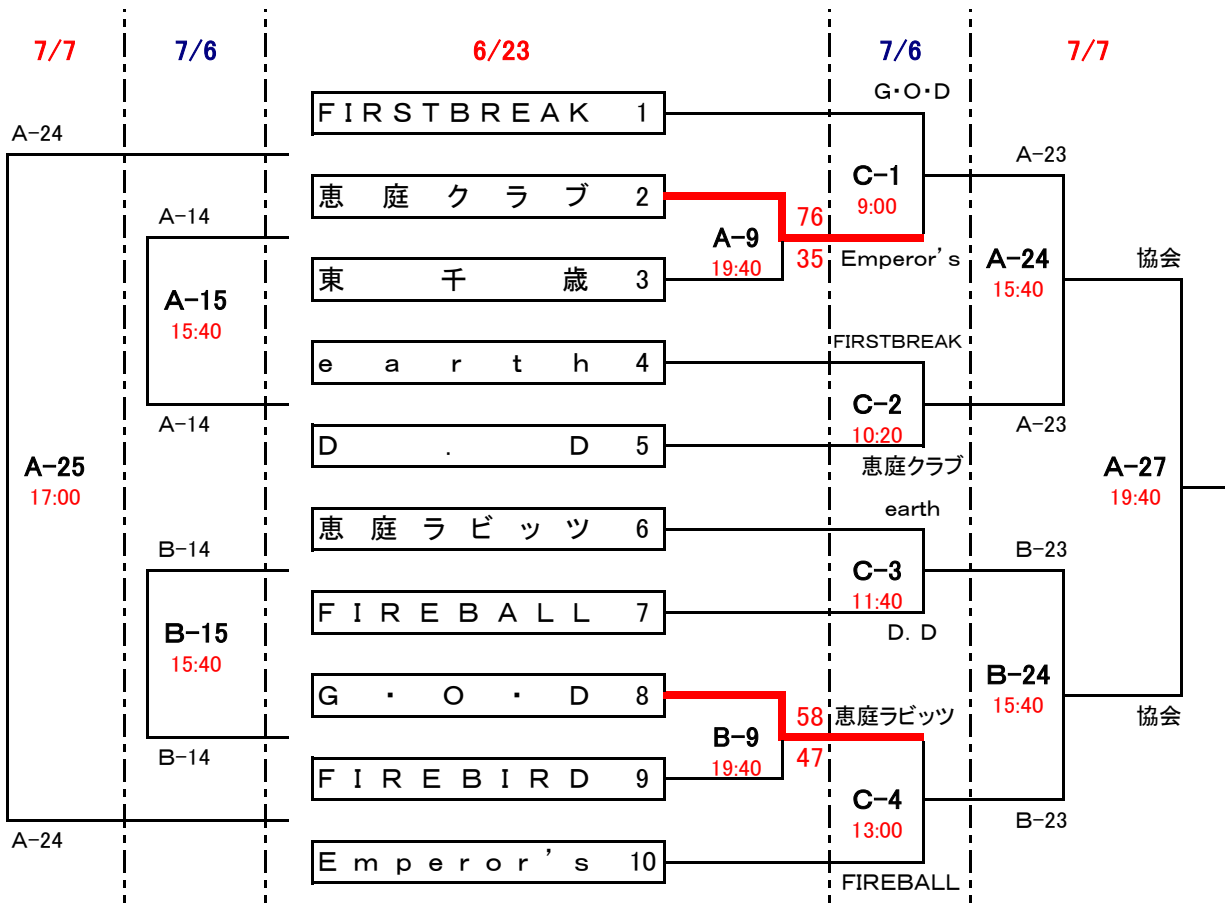 7/7 7/6 6/23 7/6 7/7
G・O・D
FIRSTBREAK 1
A-24
A-23
C-1
9:00
恵庭クラブ 2
A-14
76
A-9
35
Emperor's
19:40
A-24
15:40
協会
東千歳 3
A-15
15:40
FIRSTBREAK
earth 4
C-2
10:20
A-14
A-23
D.D 5
恵庭クラブ
A-25
17:00
A-27
19:40
earth
恵庭ラビッツ 6
B-14
B-23
C-3
11:40
FIREBALL 7
D.D
B-15
15:40
B-24
15:40
G・O・D 8
58
恵庭ラビッツ
協会
B-9
47
19:40
B-14
FIREBIRD 9
C-4
13:00
B-23
A-24
Emperor's 10
FIREBALL